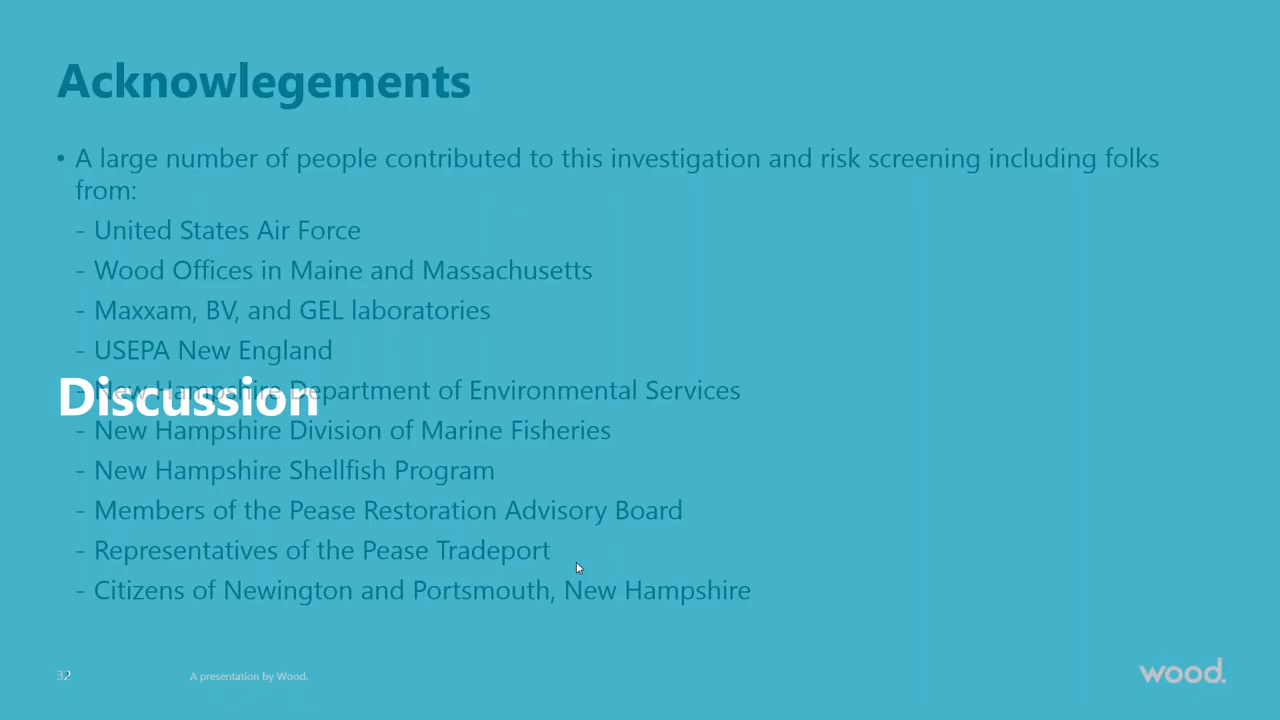 Acknowlegements
• A large number of people contributed to this investigation and risk screening including folks
from:
- United States Air Force
- Wood Offices in Maine and Massachusetts
- Maxxam, BV, and GEL laboratories
- USEPA New England
- New Hampshire Department of Environmental Services
Discussion
- New Hampshire Division of Marine Fisheries
- New Hampshire Shellfish Program
- Members of the Pease Restoration Advisory Board
- Representatives of the Pease Tradeport
- Citizens of Newington and Portsmouth, New Hampshire
A presentation by Wood.
wood.